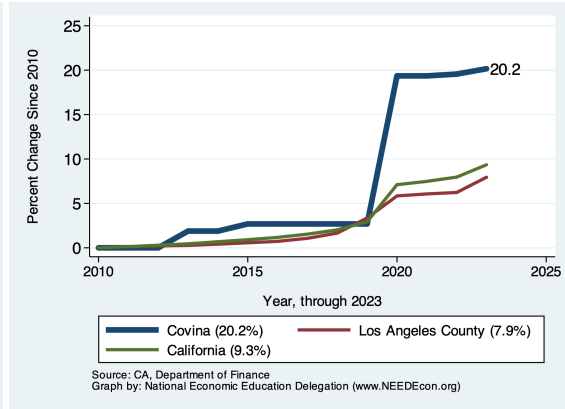 Percent Change Since 2010
25
20
15
10
5
0
20.2
2010 2015 2020 2025
Year, through 2023
Covina (20.2%) Los Angeles County (7.9%)
California (9.3%)
Source: CA, Department of Finance
Graph by: National Economic Education Delegation (www.NEEDEcon.org)